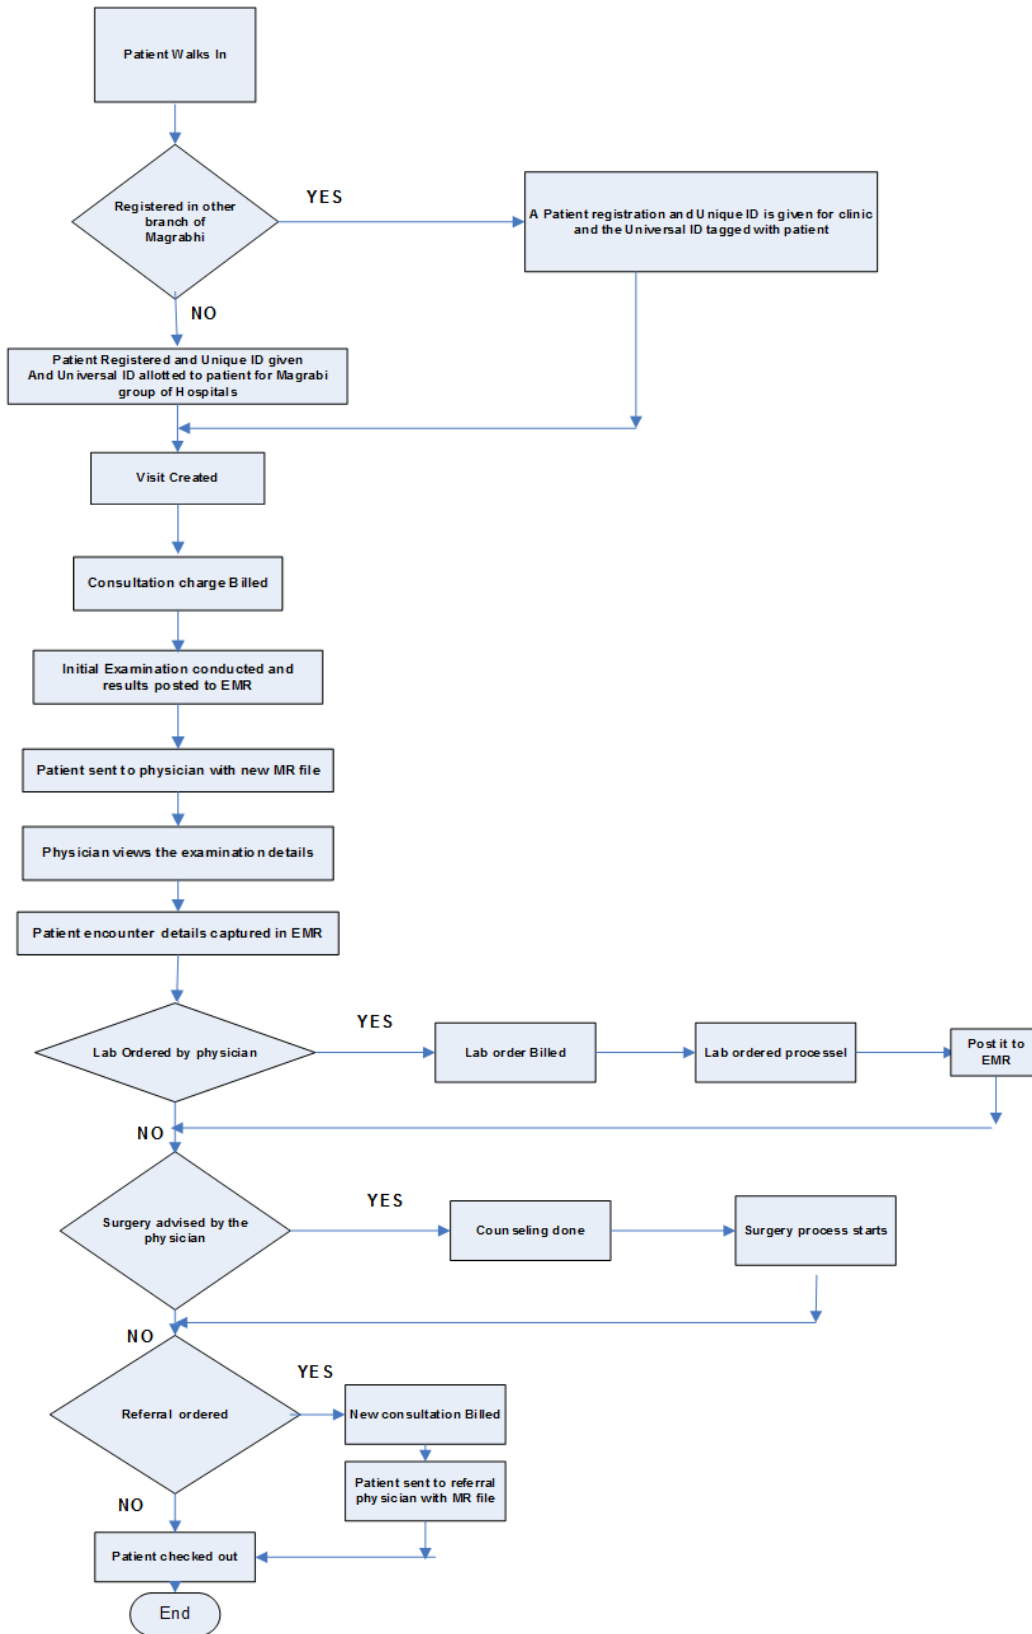 Patient Walks In
Registered in other
branch of
Magrabhi
YES
A Patient registration and Unique ID is given for clinic
and the Universal ID tagged with patient
NO
Patient Registered and Unique ID given
And Universal ID allotted to patient for Magrabi
group of Hospitals
Visit Created
Consultation charge Billed
Initial Examination conducted and
results posted to EMR
Patient sent to physician with new MR file
Physician views the examination details
Patient encounter details captured in EMR
Lab Ordered by physician
YES
Lab order Billed
Lab ordered processel
Post it to
EMR
NO
Surgery advised by the
physician
YES
Counseling done
Surgery process starts
NO
Referral ordered
YES
New consultation Billed
Patient sent to referral
physician with MR file
NO
Patient checked out
End